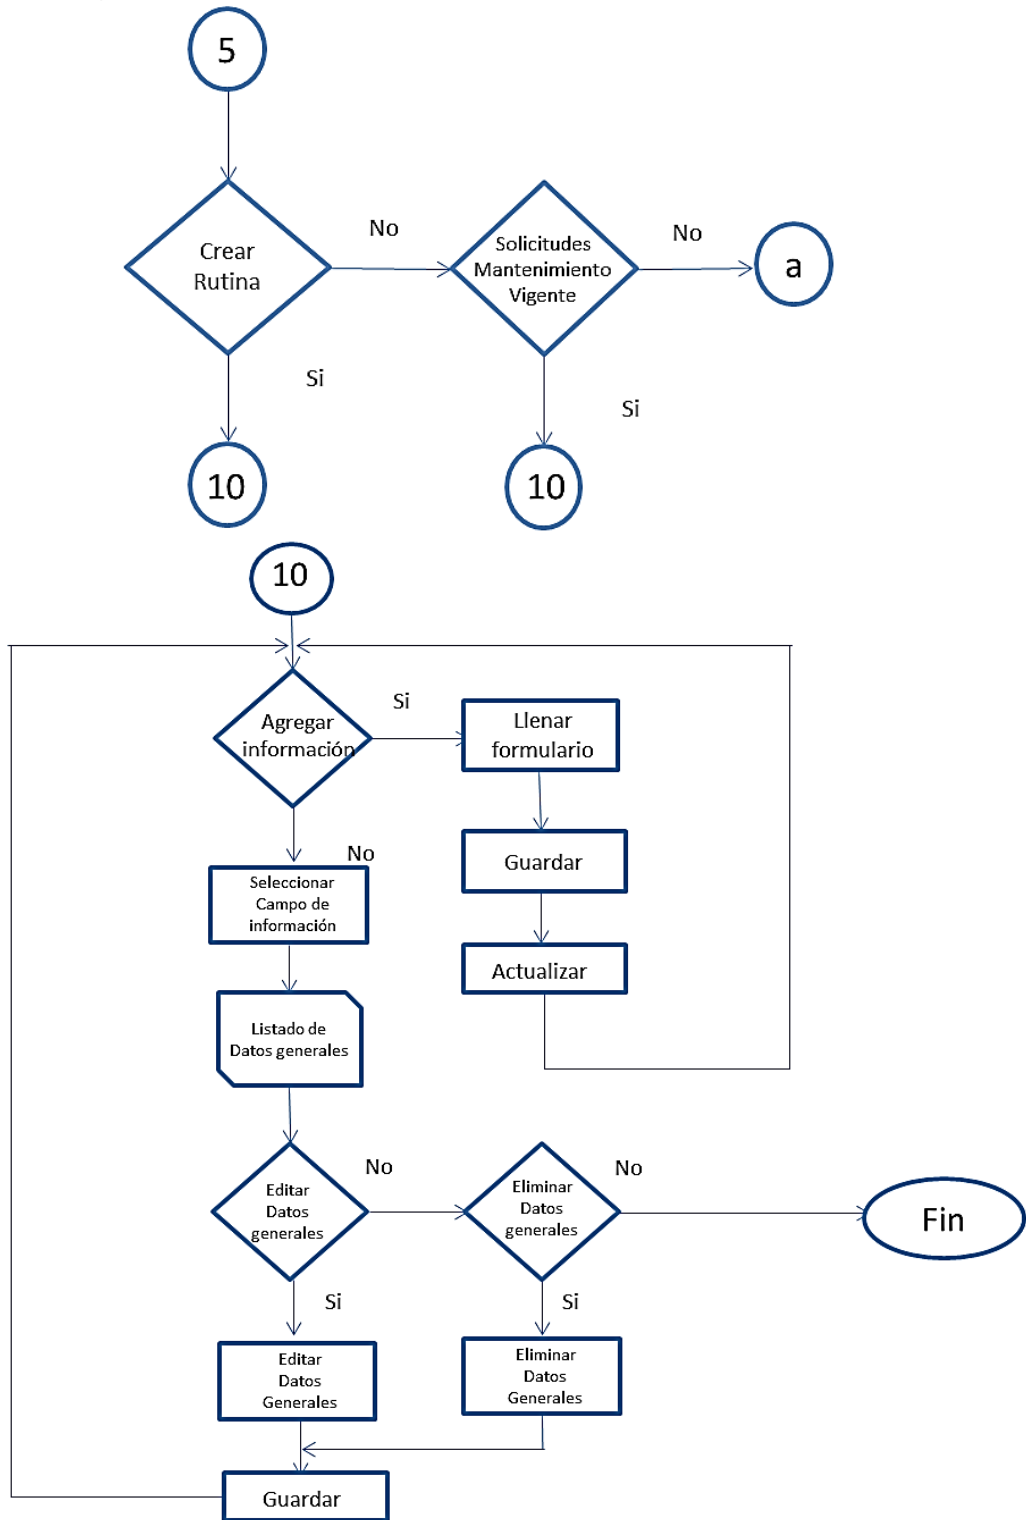 5
Crear
Rutina
No
Solicitudes
Mantenimiento
Vigente
No
a
Si
Si
10
10
10
Agregar
información
Si
Llenar
formulario
Guardar
Actualizar
No
Seleccionar
Campo de
información
Listado de
Datos generales
Editar
Datos
generales
No
Eliminar
Datos
generales
No
Fin
Si
Si
Editar
Datos
Generales
Eliminar
Datos
Generales
Guardar